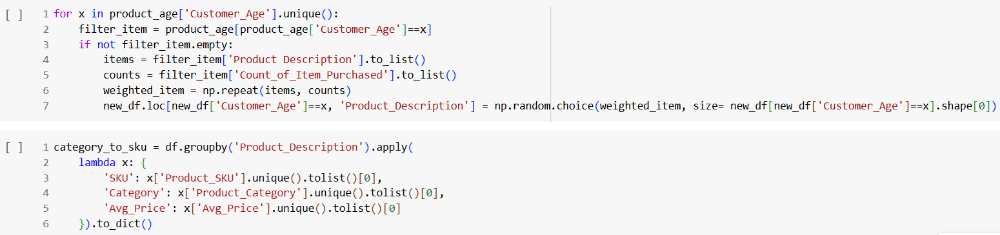 [ ] 1 for x in product_age['Customer_Age'].unique():
2     filter_item = product_age[product_age['Customer_Age']==x]
3     if not filter_item.empty:
4         items = filter_item['Product Description'].to_list()
5         counts = filter_item['Count_of_Item_Purchased'].to_list()
6         weighted_item = np.repeat(items, counts)
7         new_df.loc[new_df['Customer_Age']==x, 'Product_Description'] = np.random.choice(weighted_item, size= new_df[new_df['Customer_Age']==x].shape[0])
[ ] 1 category_to_sku = df.groupby('Product_Description').apply(
2     lambda x: {
3         'SKU': x['Product_SKU'].unique().tolist()[0],
4         'Category': x['Product_Category'].unique().tolist()[0],
5         'Avg_Price': x['Avg_Price'].unique().tolist()[0]
6     }).to_dict()